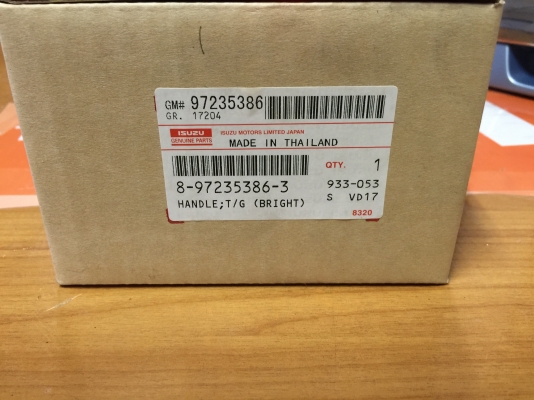 GM# 97235386
GR. 17204
ISUZU ISUZU MOTORS LIMITED JAPAN
GENUINE PARTS MADE IN THAILAND
QTY. 1
8-97235386-3 933-053
HANDLE;T/G (BRIGHT) S VD17
8320